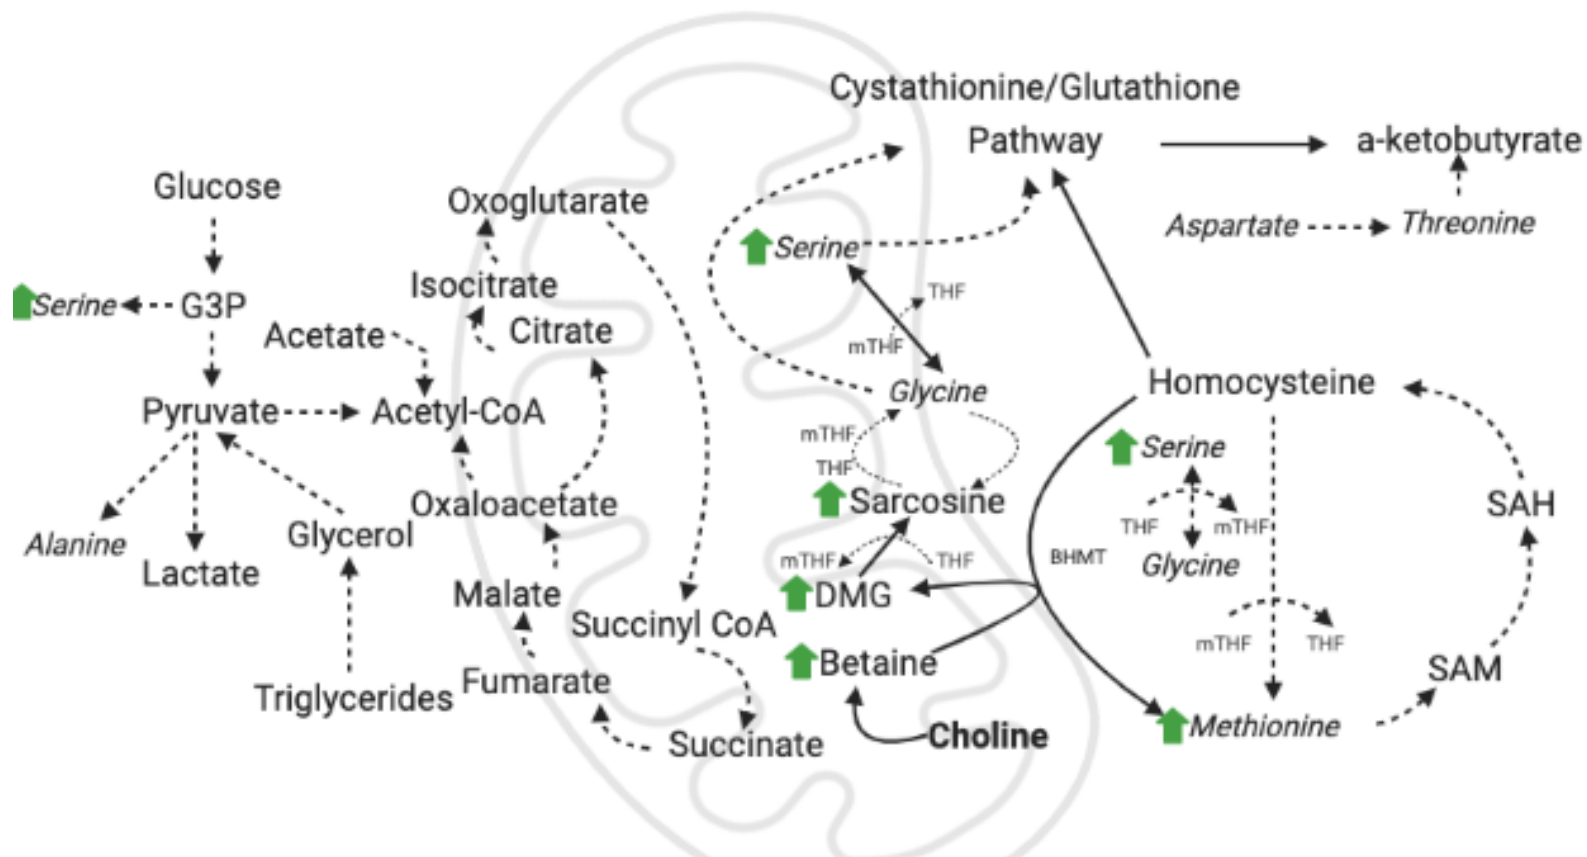 Cystathionine/Glutathione
Pathway
a-ketobutyrate
Glucose
Oxoglutarate
Aspartate
Threonine
Serine
Isocitrate
THF
Serine
G3P
Acetate
Citrate
mTHF
Homocysteine
Glycine
Pyruvate
Acetyl-CoA
mTHF
Serine
THF
Oxaloacetate
Sarcosine
SAH
THF
mTHF
Alanine
Glycerol
mTHF
THF
BHMT
Glycine
Lactate
Malate
DMG
Succinyl CoA
mTHF
THF
Betaine
SAM
Triglycerides
Fumarate
Methionine
Succinate
Choline